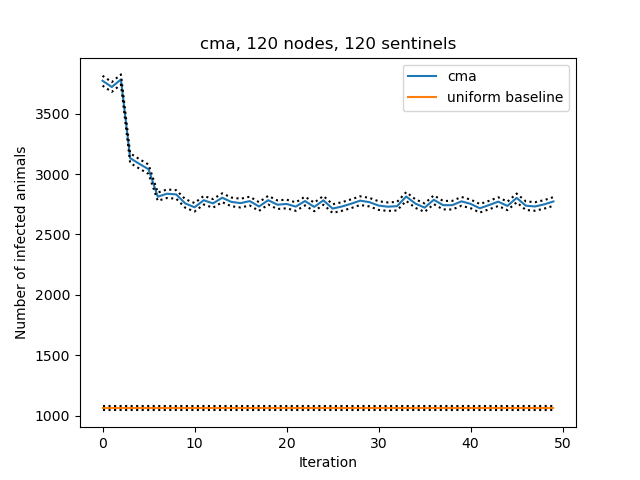 cma, 120 nodes, 120 sentinels
cma
uniform baseline
3500
3000
2500
2000
1500
1000
Number of infected animals
0 10 20 30 40 50
Iteration